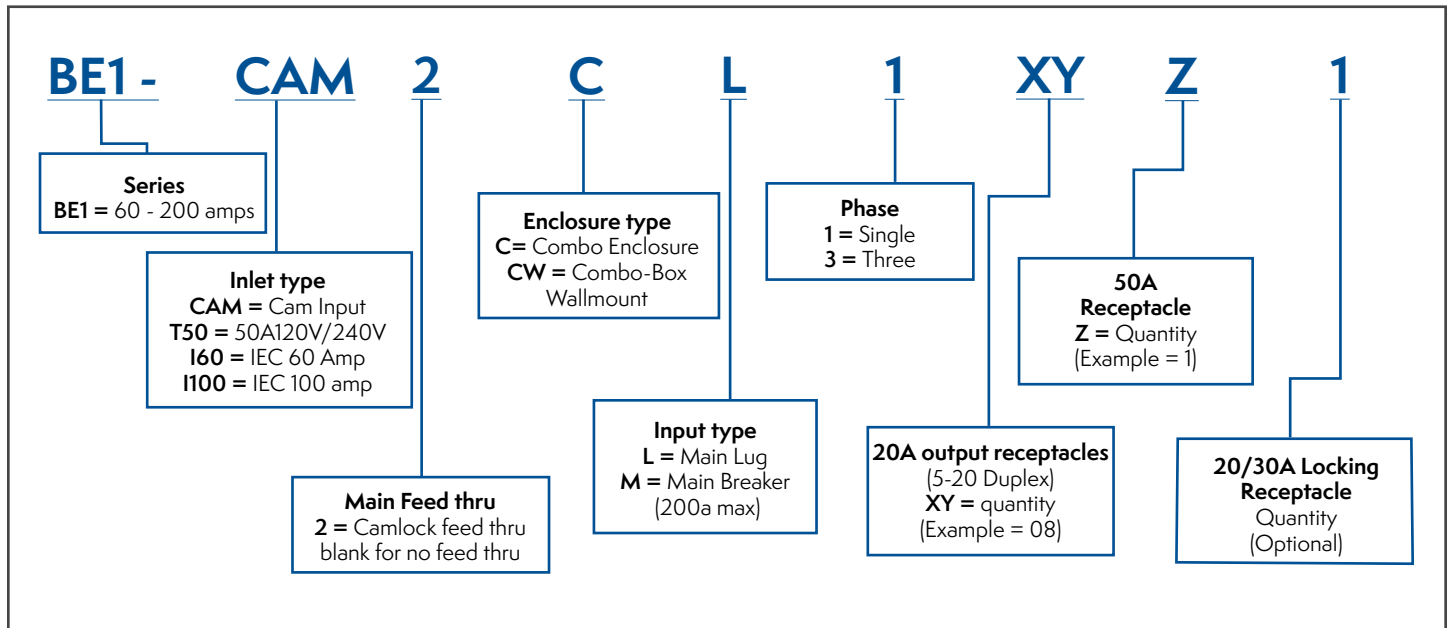 BE1 - CAM 2 C L 1 XY Z 1
Series
BE1 = 60 - 200 amps
Inlet type
CAM = Cam Input
T50 = 50A120V/240V
I60 = IEC 60 Amp
I100 = IEC 100 amp
Main Feed thru
2 = Camlock feed thru
blank for no feed thru
Enclosure type
C= Combo Enclosure
CW = Combo-Box
Wallmount
Input type
L = Main Lug
M = Main Breaker
(200a max)
Phase
1 = Single
3 = Three
20A output receptacles
(5-20 Duplex)
XY = quantity
(Example = 08)
50A
Receptacle
Z = Quantity
(Example = 1)
20/30A Locking
Receptacle
Quantity
(Optional)